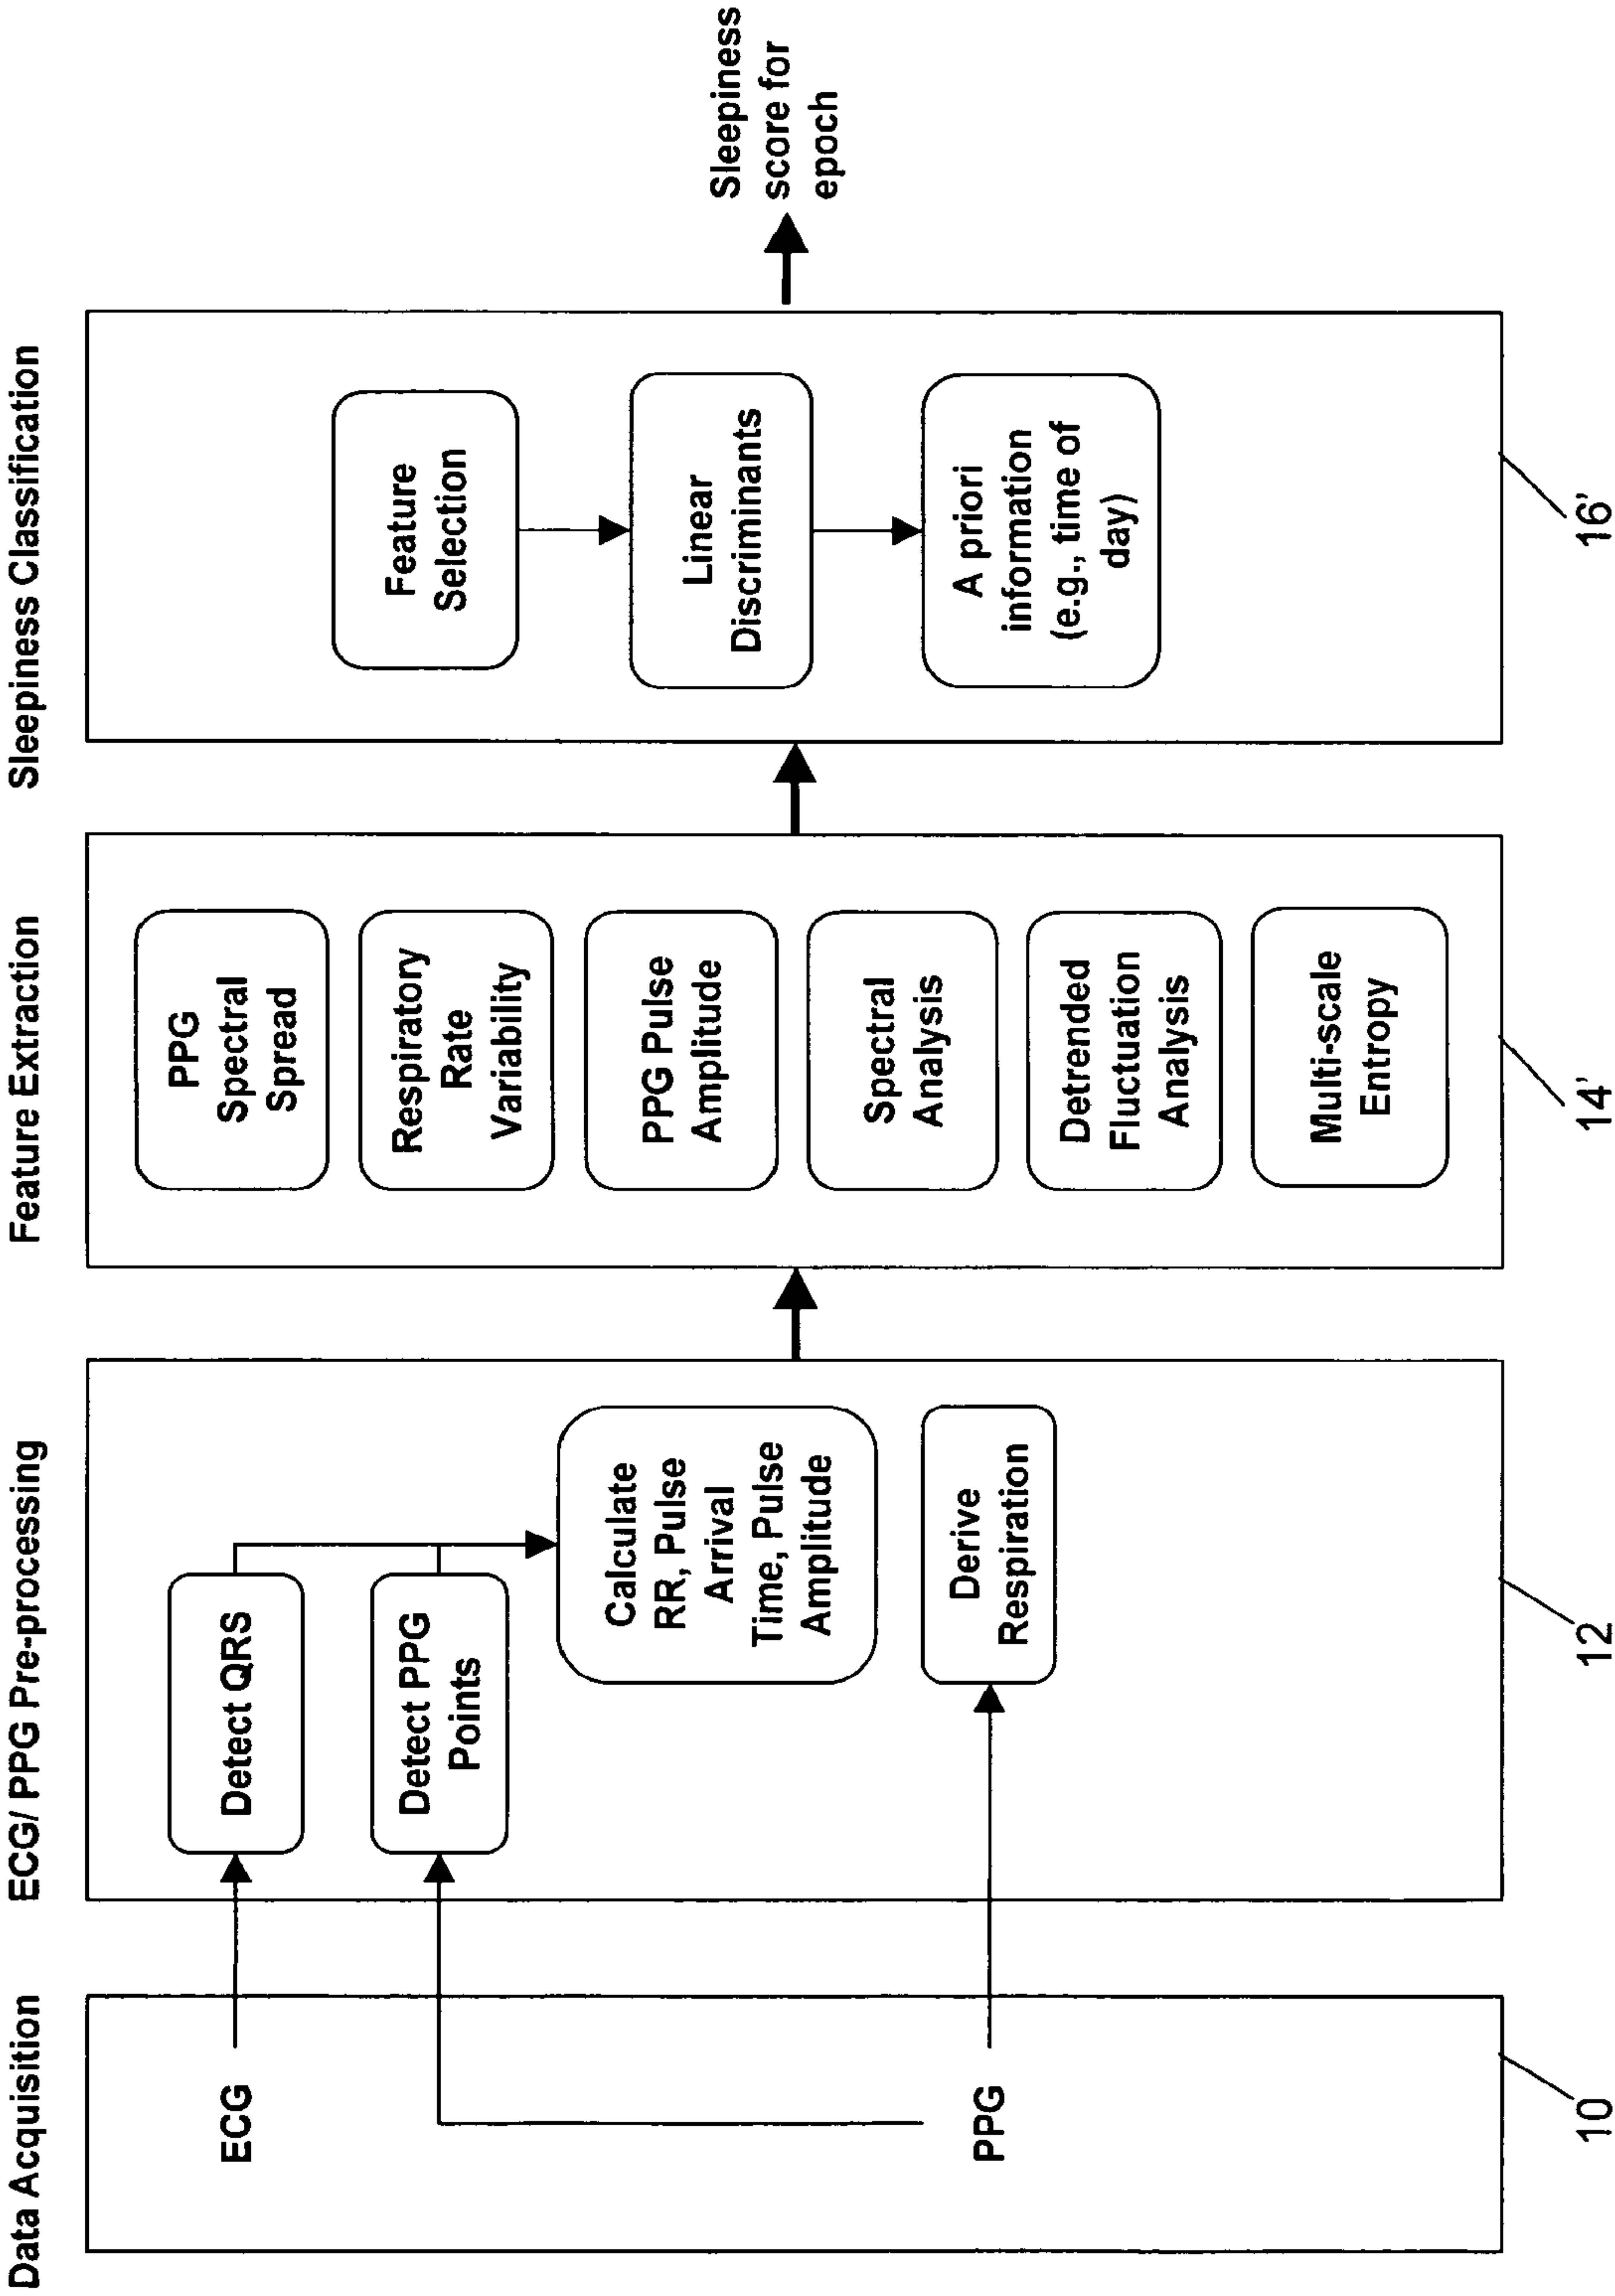 Data Acquisition
ECG
PPG
10
ECG/ PPG Pre-processing
Detect QRS
Detect PPG
Points
Calculate
RR, Pulse
Arrival
Time, Pulse
Amplitude
Derive
Respiration
12
Feature Extraction
PPG
Spectral
Spread
Respiratory
Rate
Variability
PPG Pulse
Amplitude
Spectral
Analysis
Detrended
Fluctuation
Analysis
Multi-scale
Entropy
14'
Sleepiness Classification
Feature
Selection
Linear
Discriminants
A priori
information
(e.g., time of
day)
16'
Sleepiness
score for
epoch